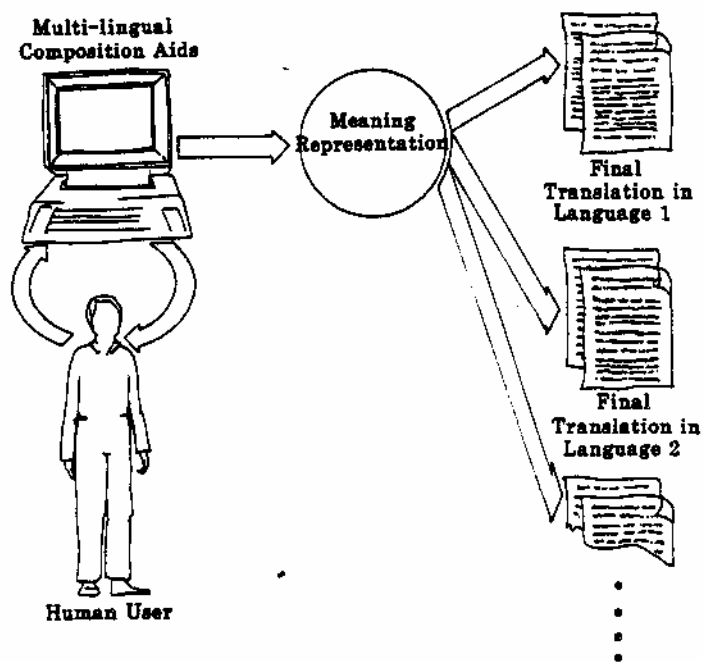 Multi-lingual
Composition Aids
Meaning
Representation
Final
Translation in
Language 1
Final
Translation in
Language 2
Human User